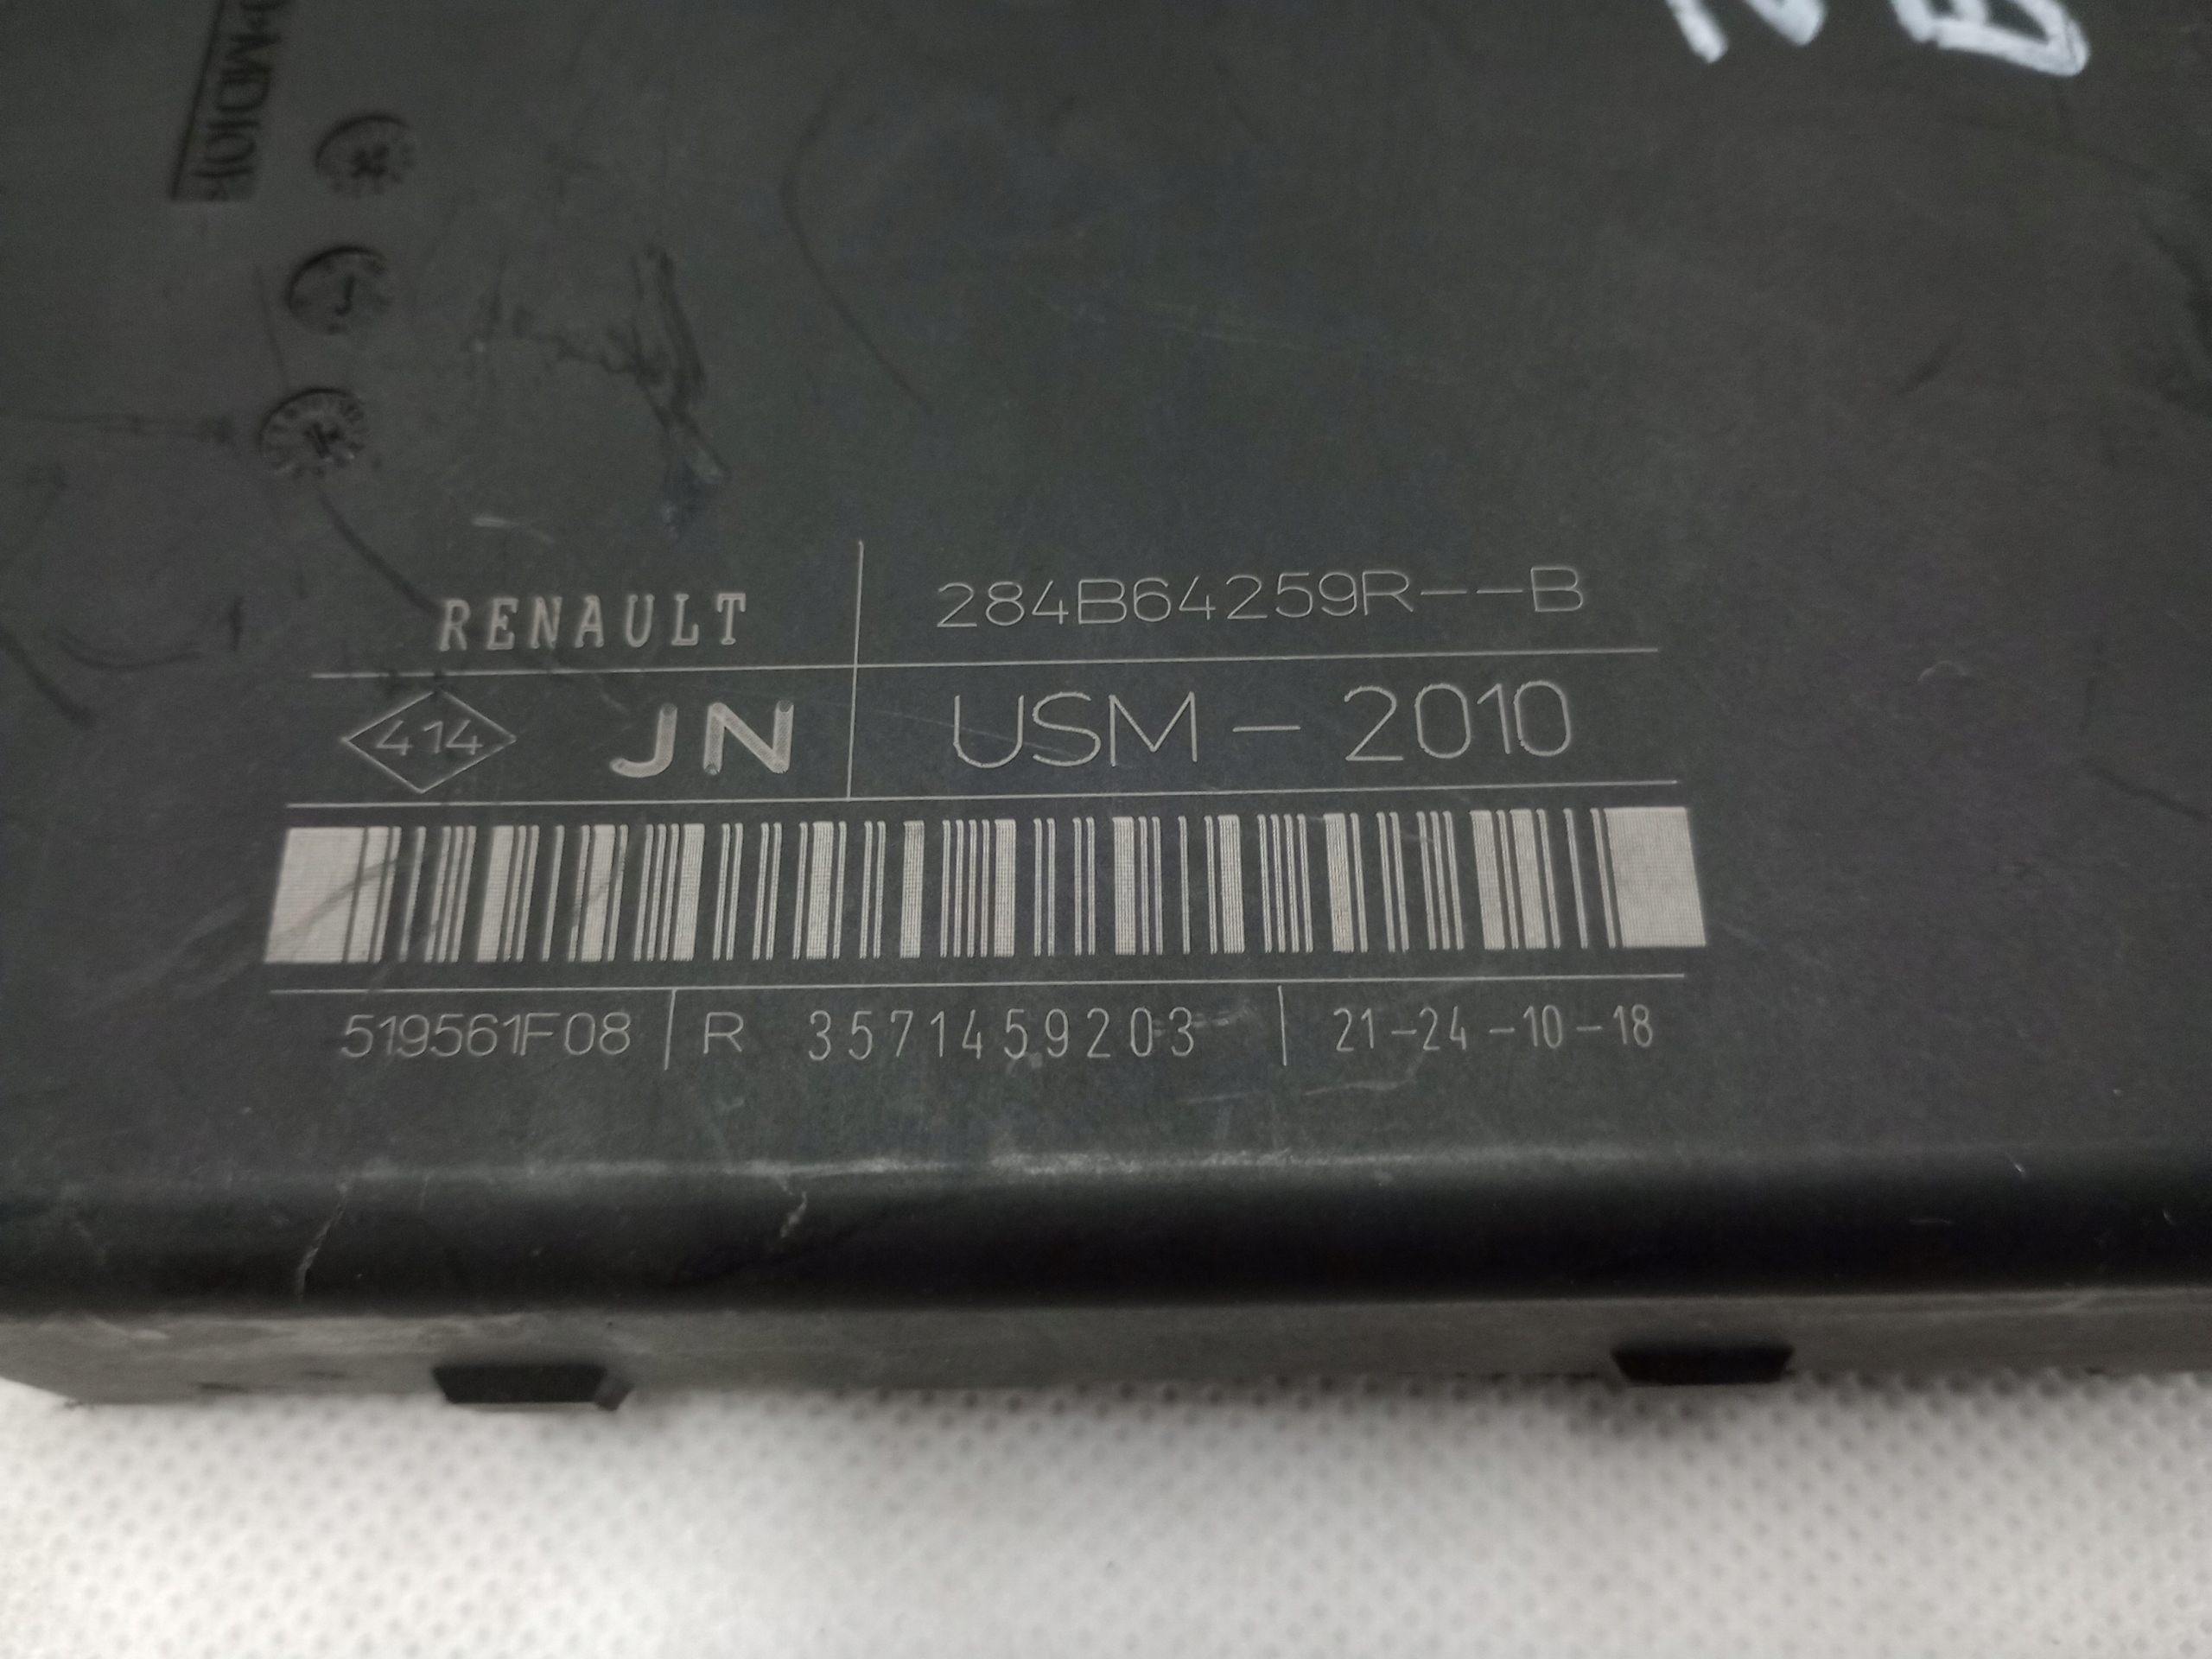 RENAULT 284B64259R--B
414 JN USM - 2010
519561F08 R 3571459203 21-24-10-18